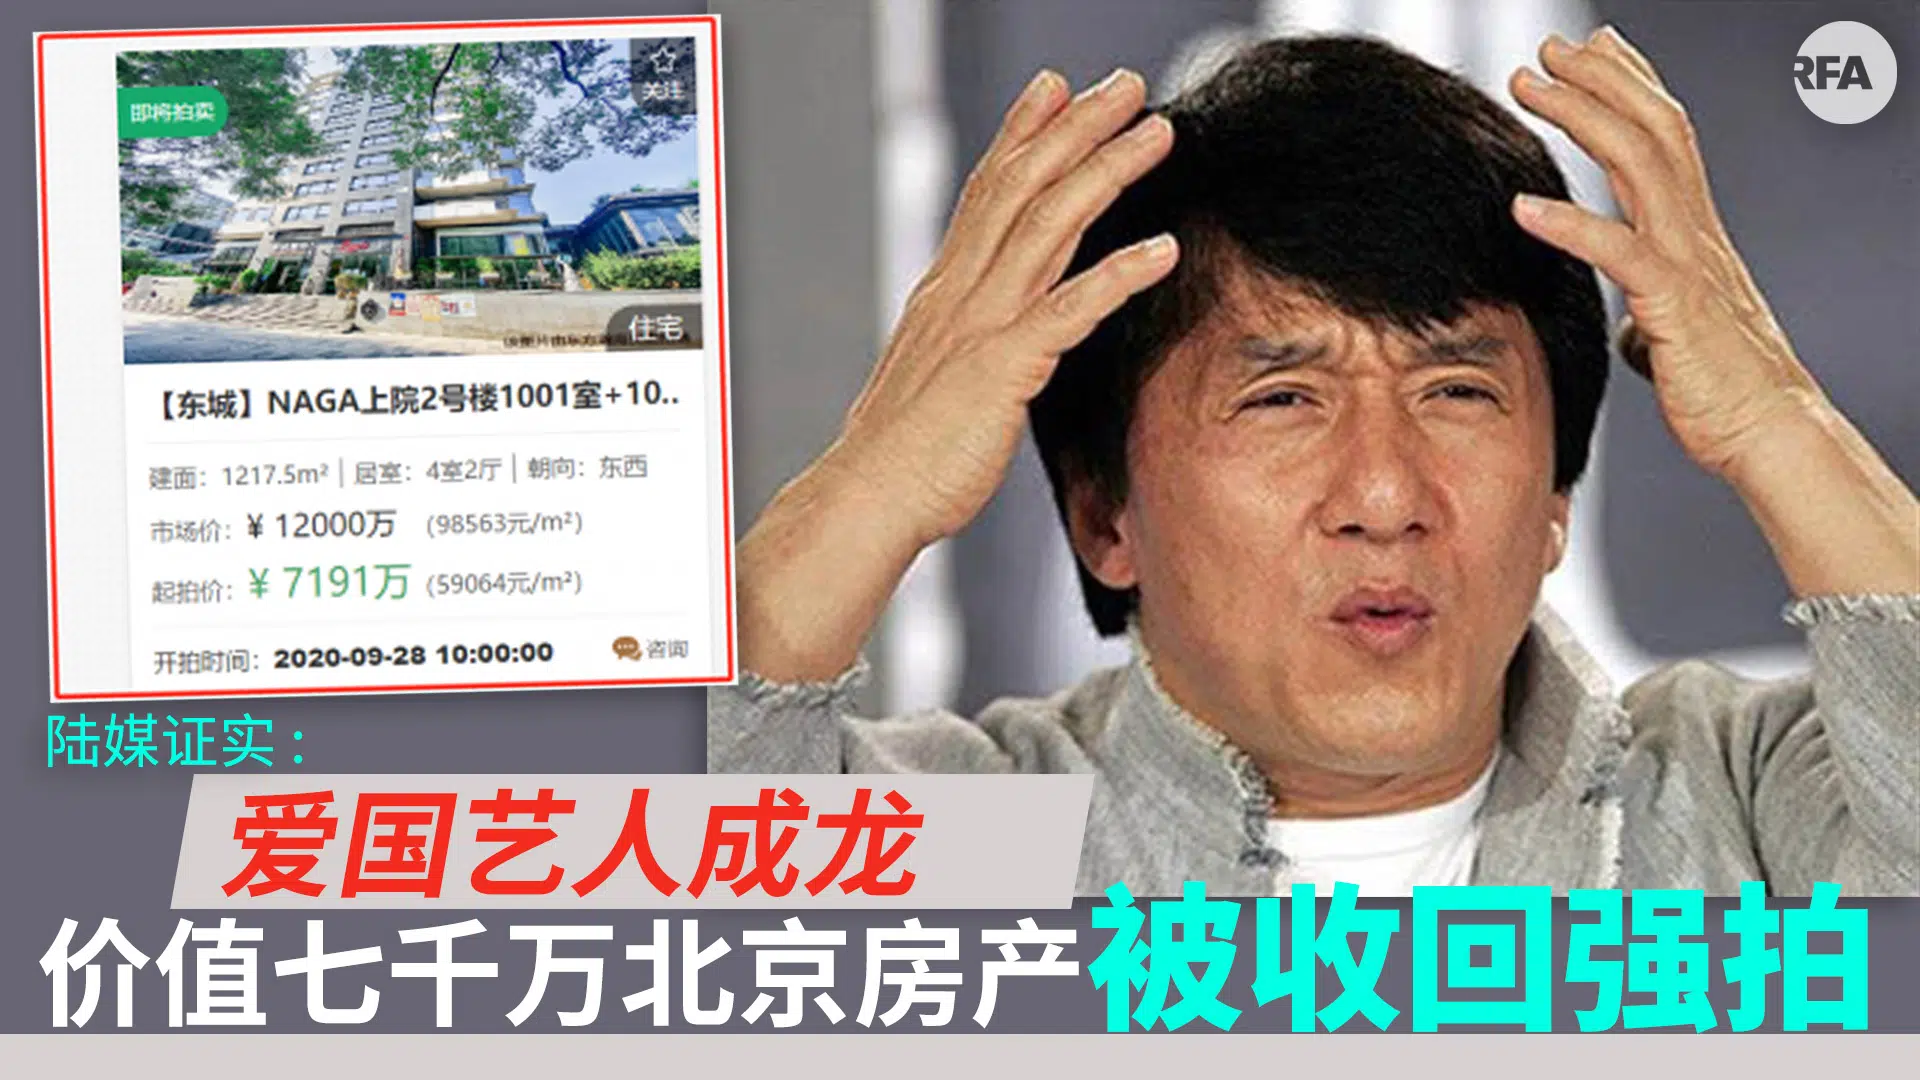 RFA
即将拍卖
关注
住宅
【东城】NAGA上院2号楼1001室+10..
建面：1217.5m² | 居室：4室2厅 | 朝向：东西
市场价：¥ 12000万 (98563元/m²)
起拍价：¥ 7191万 (59064元/m²)
开拍时间：2020-09-28 10:00:00 咨询
陆媒证实：
爱国艺人成龙
价值七千万北京房产被收回强拍